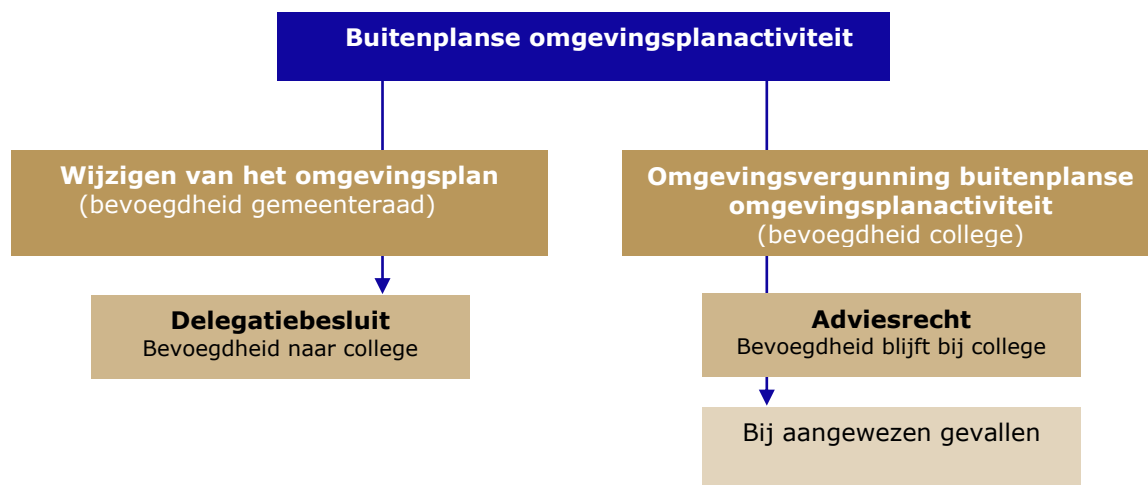 Buitenplanse omgevingsplanactiviteit
Wijzigen van het omgevingsplan
(bevoegdheid gemeenteraad)
Delegatiebesluit
Bevoegdheid naar college
Omgevingsvergunning buitenplanse
omgevingsplanactiviteit
(bevoegdheid college)
Adviesrecht
Bevoegdheid blijft bij college
Bij aangewezen gevallen